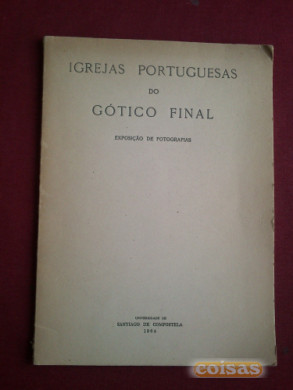 IGREJAS PORTUGUESAS
DO
GÓTICO FINAL
EXPOSIÇÃO DE FOTOGRAFIAS
UNIVERSIDADE DE
SANTIAGO DE COMPOSTELA
coisas